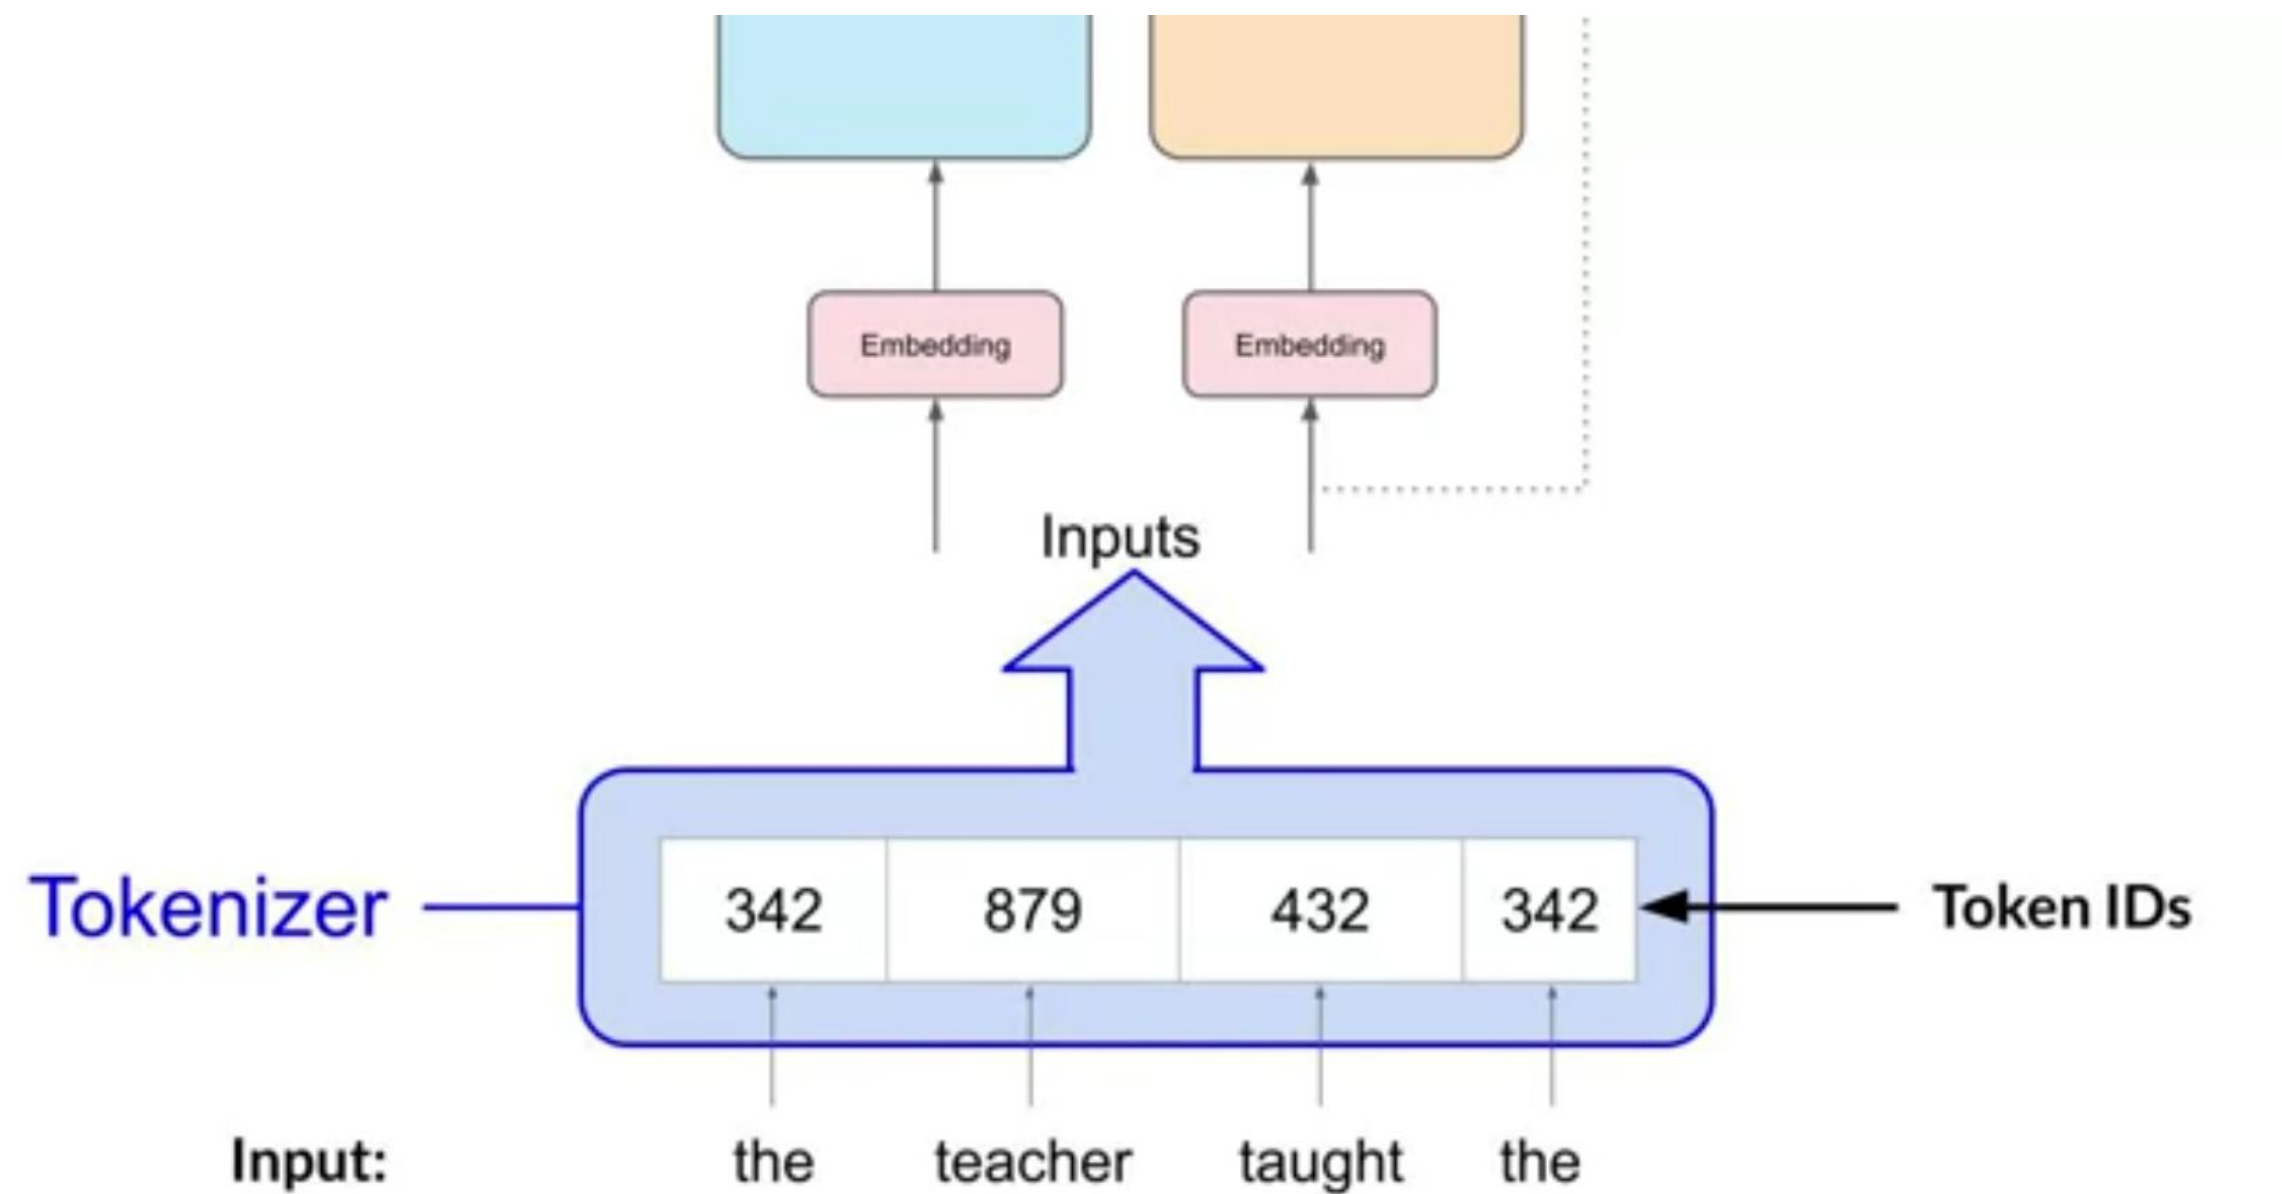 Embedding Embedding
Inputs
Tokenizer 342 879 432 342 Token IDs
Input: the teacher taught the